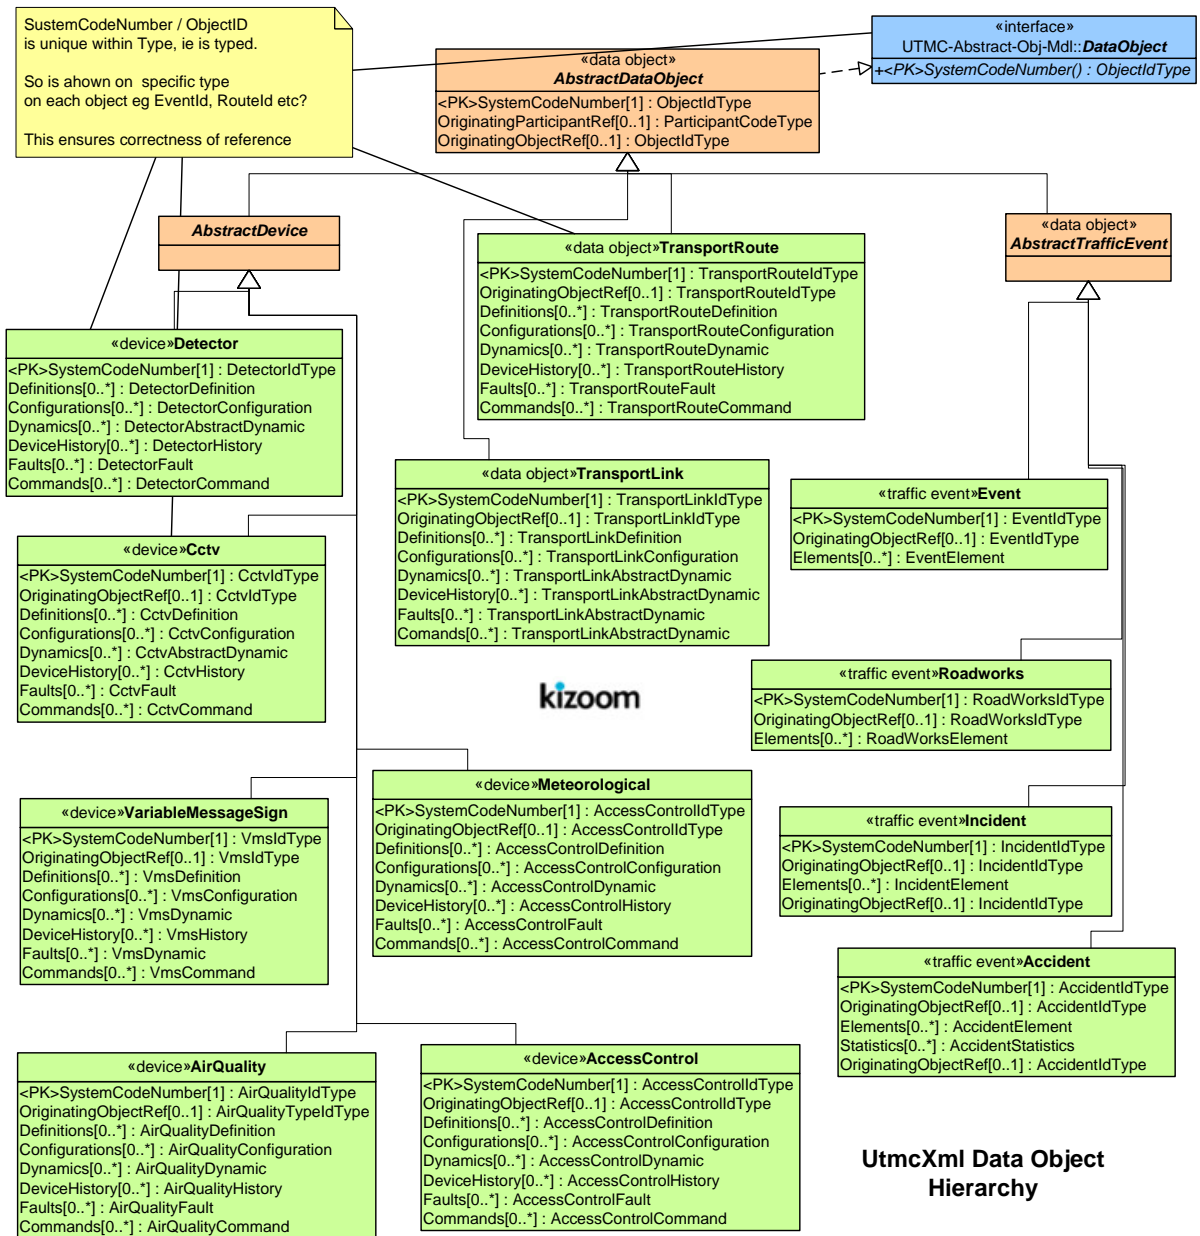 SustemCodeNumber / ObjectID
is unique within Type, ie is typed.
So is ahown on  specific type
on each object eg EventId, RouteId etc?
This ensures correctness of reference
«data object»
AbstractDataObject
<PK>SystemCodeNumber[1] : ObjectIdType
OriginatingParticipantRef[0..1] : ParticipantCodeType
OriginatingObjectRef[0..1] : ObjectIdType
«interface»
UTMC-Abstract-Obj-Mdl::DataObject
+<PK>SystemCodeNumber() : ObjectIdType
AbstractDevice
«data object»TransportRoute
<PK>SystemCodeNumber[1] : TransportRouteIdType
OriginatingObjectRef[0..1] : TransportRouteIdType
Definitions[0..*] : TransportRouteDefinition
Configurations[0..*] : TransportRouteConfiguration
Dynamics[0..*] : TransportRouteDynamic
DeviceHistory[0..*] : TransportRouteHistory
Faults[0..*] : TransportRouteFault
Commands[0..*] : TransportRouteCommand
«data object»
AbstractTrafficEvent
«device»Detector
<PK>SystemCodeNumber[1] : DetectorIdType
Definitions[0..*] : DetectorDefinition
Configurations[0..*] : DetectorConfiguration
Dynamics[0..*] : DetectorAbstractDynamic
DeviceHistory[0..*] : DetectorHistory
Faults[0..*] : DetectorFault
Commands[0..*] : DetectorCommand
«data object»TransportLink
<PK>SystemCodeNumber[1] : TransportLinkIdType
OriginatingObjectRef[0..1] : TransportLinkIdType
Definitions[0..*] : TransportLinkDefinition
Configurations[0..*] : TransportLinkConfiguration
Dynamics[0..*] : TransportLinkAbstractDynamic
DeviceHistory[0..*] : TransportLinkAbstractDynamic
Faults[0..*] : TransportLinkAbstractDynamic
Comands[0..*] : TransportLinkAbstractDynamic
«traffic event»Event
<PK>SystemCodeNumber[1] : EventIdType
OriginatingObjectRef[0..1] : EventIdType
Elements[0..*] : EventElement
«device»Cctv
<PK>SystemCodeNumber[1] : CctvIdType
OriginatingObjectRef[0..1] : CctvIdType
Definitions[0..*] : CctvDefinition
Configurations[0..*] : CctvConfiguration
Dynamics[0..*] : CctvAbstractDynamic
DeviceHistory[0..*] : CctvHistory
Faults[0..*] : CctvFault
Commands[0..*] : CctvCommand
kizoom
«traffic event»Roadworks
<PK>SystemCodeNumber[1] : RoadWorksIdType
OriginatingObjectRef[0..1] : RoadWorksIdType
Elements[0..*] : RoadWorksElement
«device»VariableMessageSign
<PK>SystemCodeNumber[1] : VmsIdType
OriginatingObjectRef[0..1] : VmsIdType
Definitions[0..*] : VmsDefinition
Configurations[0..*] : VmsConfiguration
Dynamics[0..*] : VmsDynamic
DeviceHistory[0..*] : VmsHistory
Faults[0..*] : VmsDynamic
Commands[0..*] : VmsCommand
«device»Meteorological
<PK>SystemCodeNumber[1] : AccessControlIdType
OriginatingObjectRef[0..1] : AccessControlIdType
Definitions[0..*] : AccessControlDefinition
Configurations[0..*] : AccessControlConfiguration
Dynamics[0..*] : AccessControlDynamic
DeviceHistory[0..*] : AccessControlHistory
Faults[0..*] : AccessControlFault
Commands[0..*] : AccessControlCommand
«traffic event»Incident
<PK>SystemCodeNumber[1] : IncidentIdType
OriginatingObjectRef[0..1] : IncidentIdType
Elements[0..*] : IncidentElement
OriginatingObjectRef[0..1] : IncidentIdType
«traffic event»Accident
<PK>SystemCodeNumber[1] : AccidentIdType
OriginatingObjectRef[0..1] : AccidentIdType
Elements[0..*] : AccidentElement
Statistics[0..*] : AccidentStatistics
OriginatingObjectRef[0..1] : AccidentIdType
«device»AirQuality
<PK>SystemCodeNumber[1] : AirQualityIdType
OriginatingObjectRef[0..1] : AirQualityTypeIdType
Definitions[0..*] : AirQualityDefinition
Configurations[0..*] : AirQualityConfiguration
Dynamics[0..*] : AirQualityDynamic
DeviceHistory[0..*] : AirQualityHistory
Faults[0..*] : AirQualityFault
Commands[0..*] : AirQualityCommand
«device»AccessControl
<PK>SystemCodeNumber[1] : AccessControlIdType
OriginatingObjectRef[0..1] : AccessControlIdType
Definitions[0..*] : AccessControlDefinition
Configurations[0..*] : AccessControlConfiguration
Dynamics[0..*] : AccessControlDynamic
DeviceHistory[0..*] : AccessControlHistory
Faults[0..*] : AccessControlFault
Commands[0..*] : AccessControlCommand
UtmcXml Data Object
Hierarchy